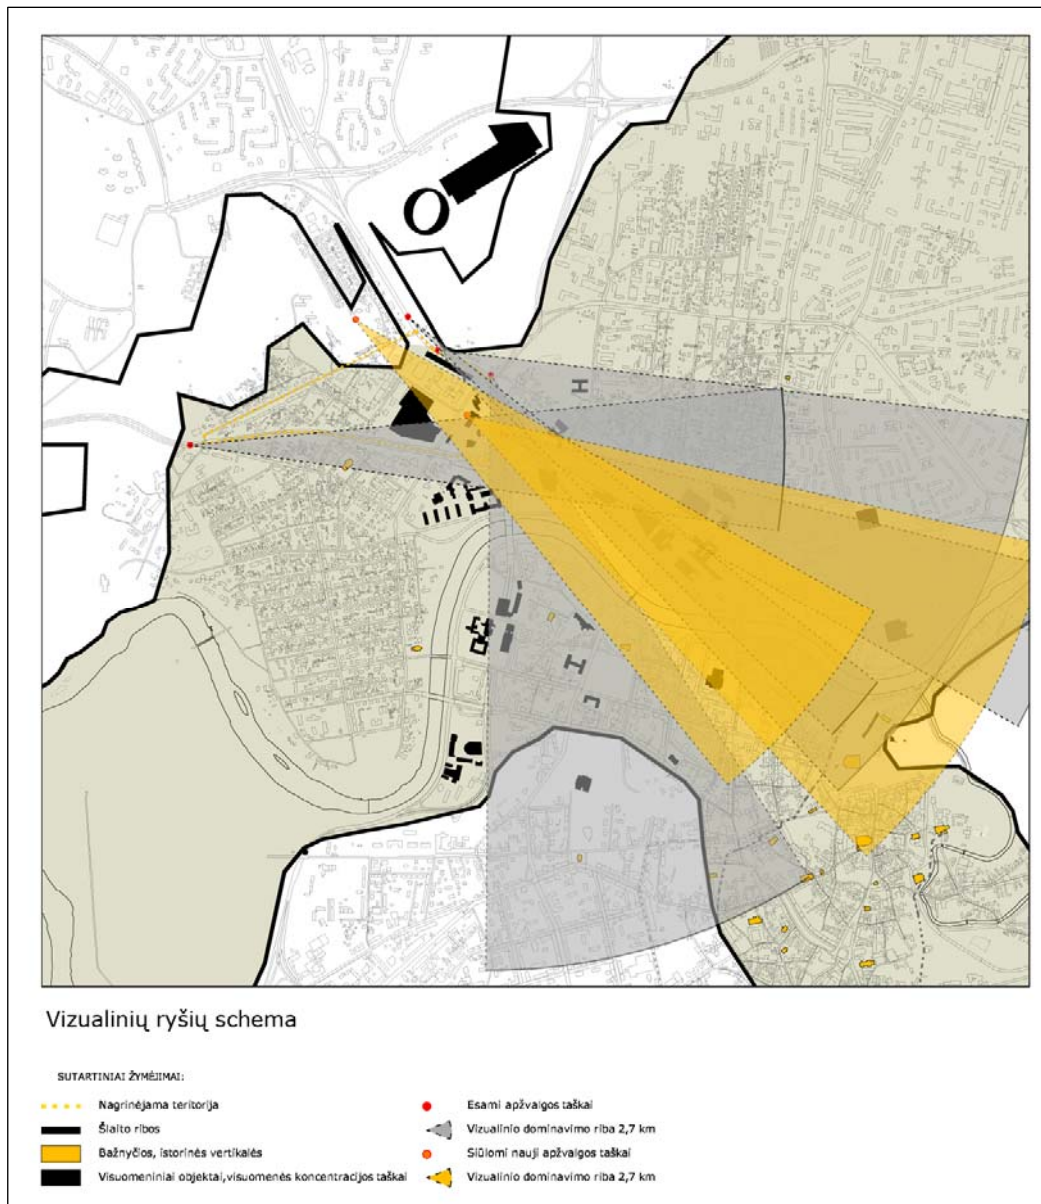 Vizualinių ryšių schema
SUTARTINIAI ŽYMĖJIMAI:
Nagrinėjama teritorija
Šlaito ribos
Bažnyčios, istorinės vertikalės
Visuomeniniai objektai,visuomenės koncentracijos taškai
Esami apžvalgos taškai
Vizualinio dominavimo riba 2,7 km
Siūlomi nauji apžvalgos taškai
Vizualinio dominavimo riba 2,7 km